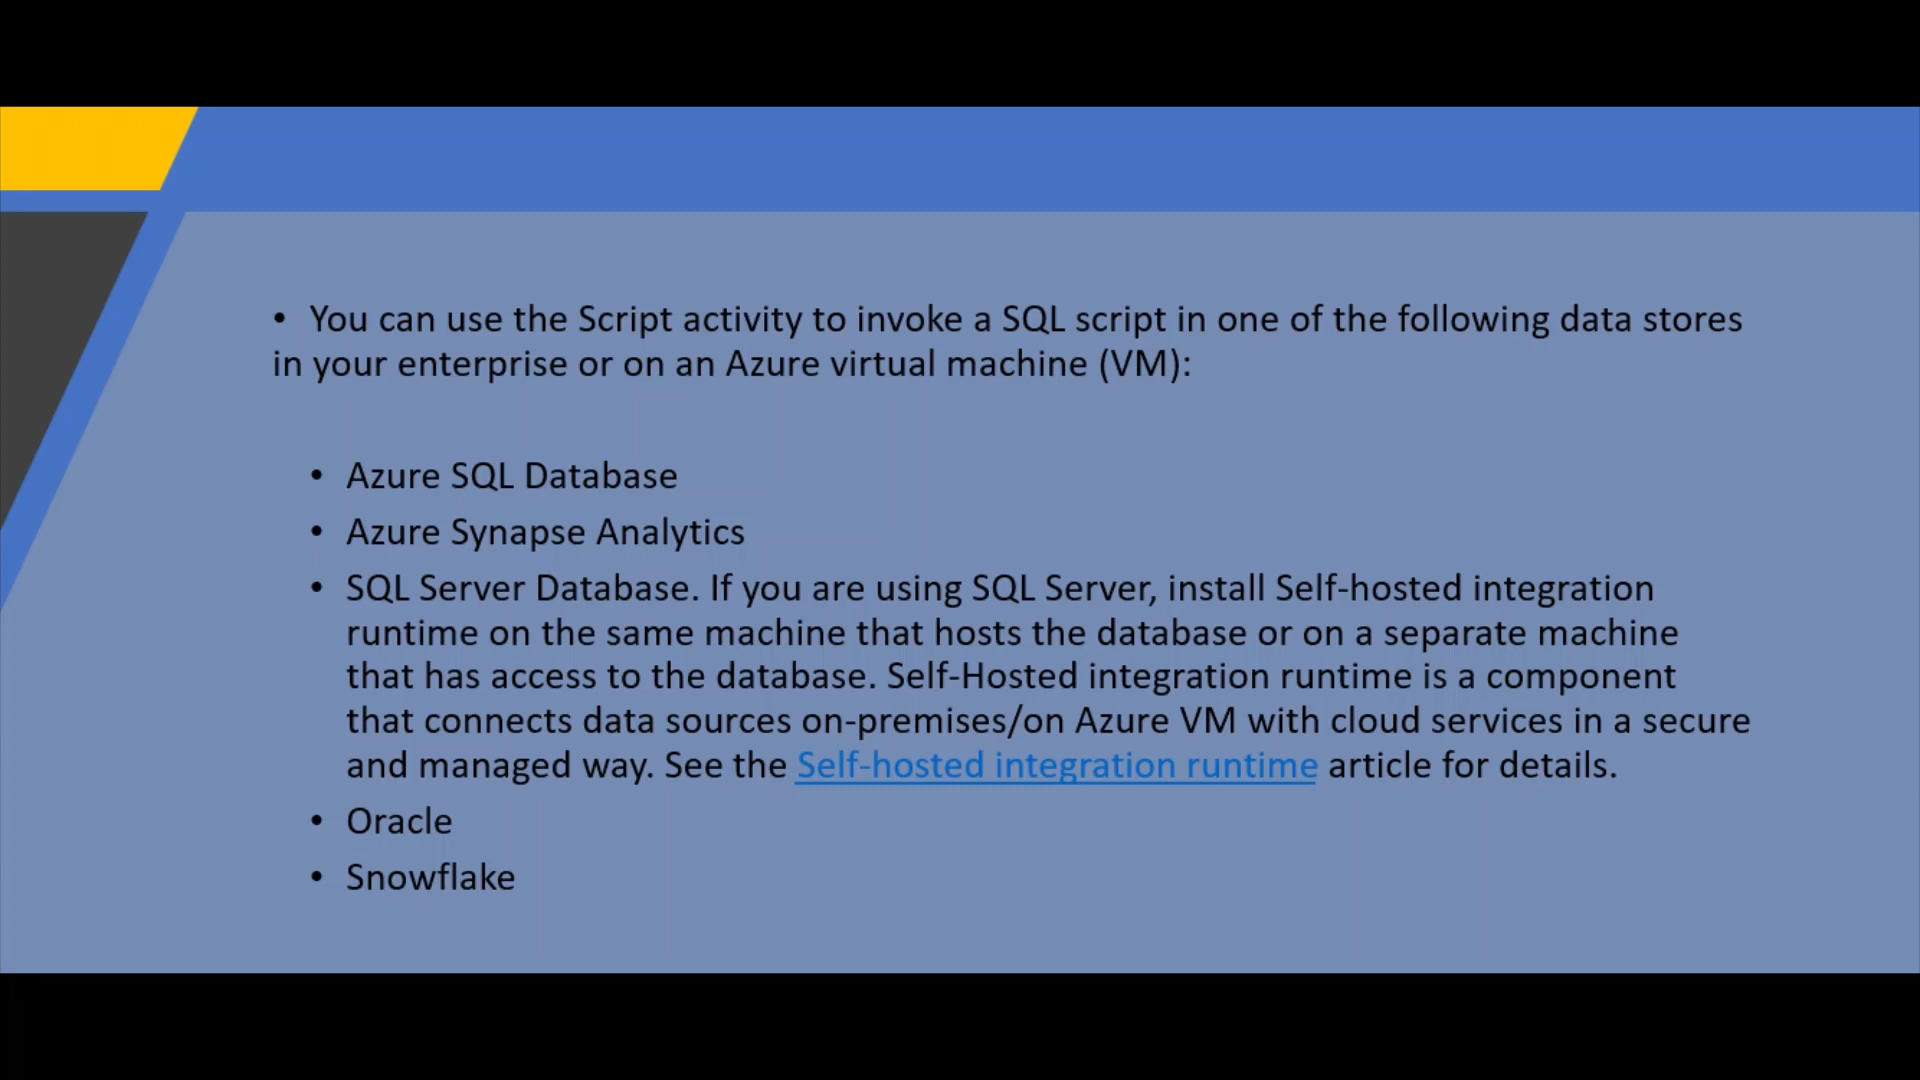 • You can use the Script activity to invoke a SQL script in one of the following data stores
in your enterprise or on an Azure virtual machine (VM):
• Azure SQL Database
• Azure Synapse Analytics
• SQL Server Database. If you are using SQL Server, install Self-hosted integration
runtime on the same machine that hosts the database or on a separate machine
that has access to the database. Self-Hosted integration runtime is a component
that connects data sources on-premises/on Azure VM with cloud services in a secure
and managed way. See the Self-hosted integration runtime article for details.
• Oracle
• Snowflake